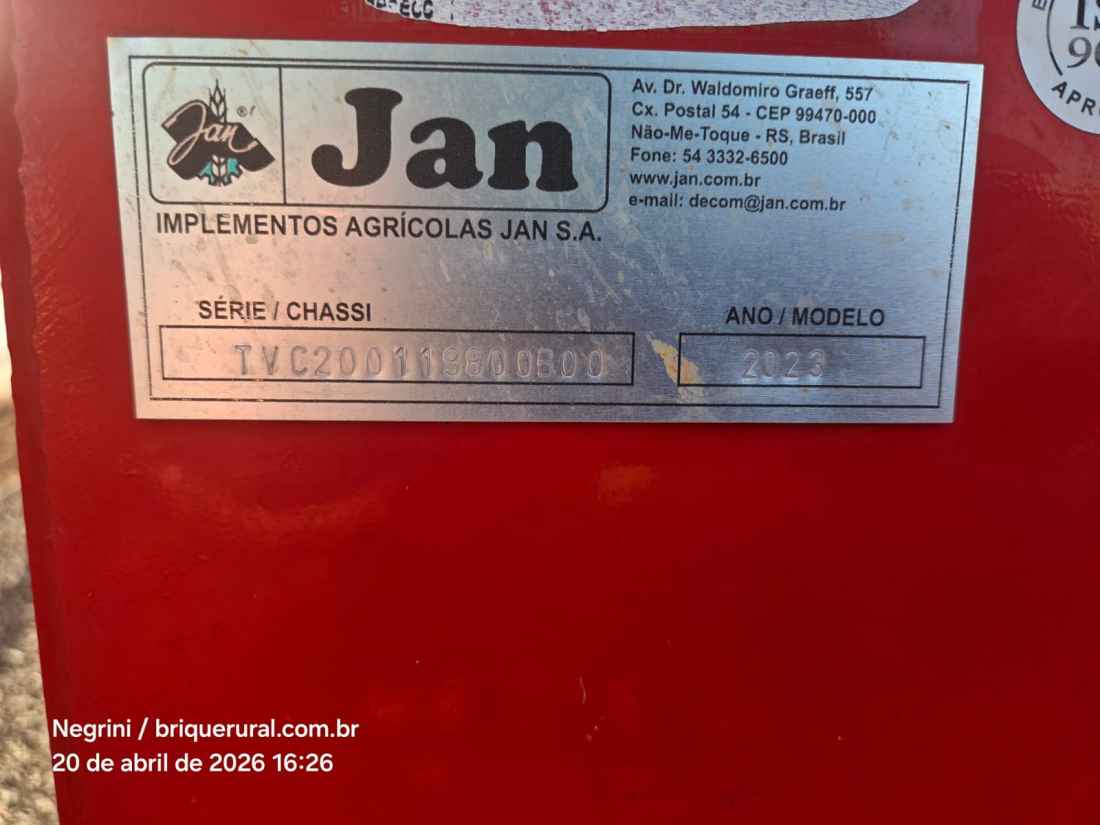 Jan
Jan
IMPLEMENTOS AGRÍCOLAS JAN S.A.
Av. Dr. Waldomiro Graeff, 557
Cx. Postal 54 - CEP 99470-000
Não-Me-Toque - RS, Brasil
Fone: 54 3332-6500
www.jan.com.br
e-mail: decom@jan.com.br
SÉRIE / CHASSI
ANO / MODELO
2023
Negrini / briquerural.com.br
20 de abril de 2026 16:26